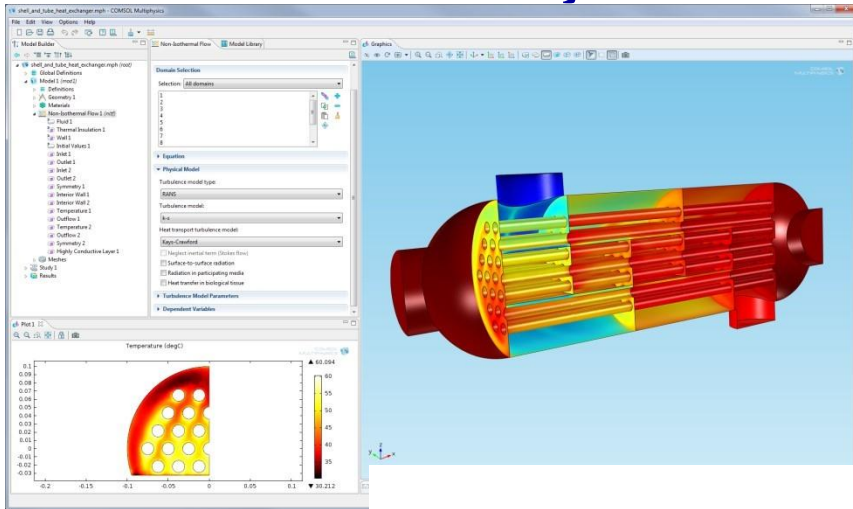 shell_and_tube_heat_exchanger.mph - COMSOL Multiphysics
File Edit View Options Help
Model Builder
Non-Isothermal Flow Model Library
Graphics
shell_and_tube_heat_exchanger.mph (root)
Global Definitions
Model 1 (mod1)
Definitions
Geometry 1
Materials
Non-Isothermal Flow 1 (nitf)
Fluid 1
Thermal Insulation 1
Wall 1
Initial Values 1
Inlet 1
Outlet 1
Inlet 2
Outlet 2
Symmetry 1
Interior Wall 1
Interior Wall 2
Temperature 1
Outflow 1
Temperature 2
Outflow 2
Symmetry 2
Highly Conductive Layer 1
Meshes
Study 1
Results
Domain Selection
Selection: All domains
1
2
3
4
5
6
7
8
Equation
Physical Model
Turbulence model type:
RANS
Turbulence model:
k-ε
Heat transport turbulence model:
Kays-Crawford
Neglect inertial term (Stokes flow)
Surface-to-surface radiation
Radiation in participating media
Heat transfer in biological tissue
Turbulence Model Parameters
Dependent Variables
Plot 1
Temperature (degC)
▲ 60.094
0.1
0.09
0.08
0.07
0.06
0.05
0.04
0.03
0.02
0.01
0
-0.01
-0.02
-0.03
-0.2 -0.15 -0.1 -0.05 0 0.05 0.1
60
55
50
45
40
35
▼ 30.212
z
y x